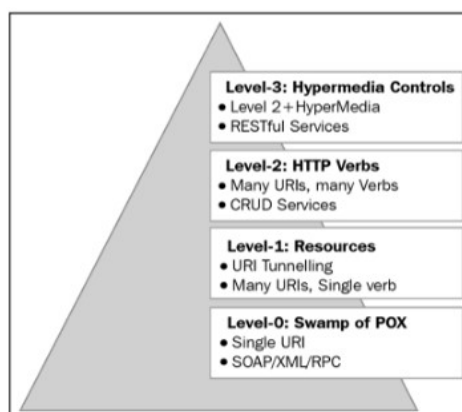 Level-3: Hypermedia Controls
● Level 2+HyperMedia
● RESTful Services
Level-2: HTTP Verbs
● Many URIs, many Verbs
● CRUD Services
Level-1: Resources
● URI Tunnelling
● Many URIs, Single verb
Level-0: Swamp of POX
● Single URI
● SOAP/XML/RPC